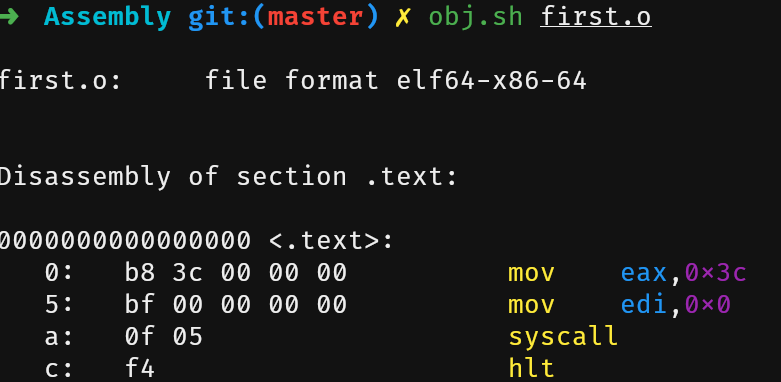 ➜ Assembly git:(master) ✗ obj.sh first.o
first.o: file format elf64-x86-64
Disassembly of section .text:
0000000000000000 <.text>:
0: b8 3c 00 00 00 mov eax,0x3c
5: bf 00 00 00 00 mov edi,0x0
a: 0f 05 syscall
c: f4 hlt